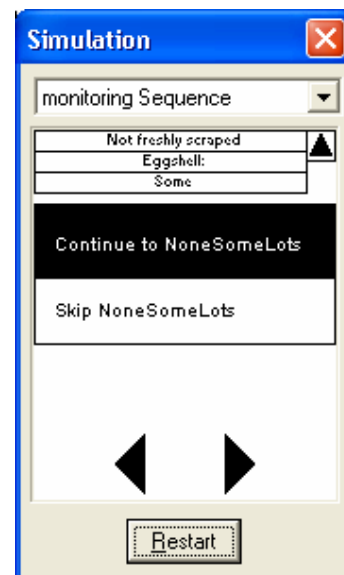 Simulation
monitoring Sequence
Not freshly scraped
Eggshell:
Some
Continue to NoneSomeLots
Skip NoneSomeLots
Restart